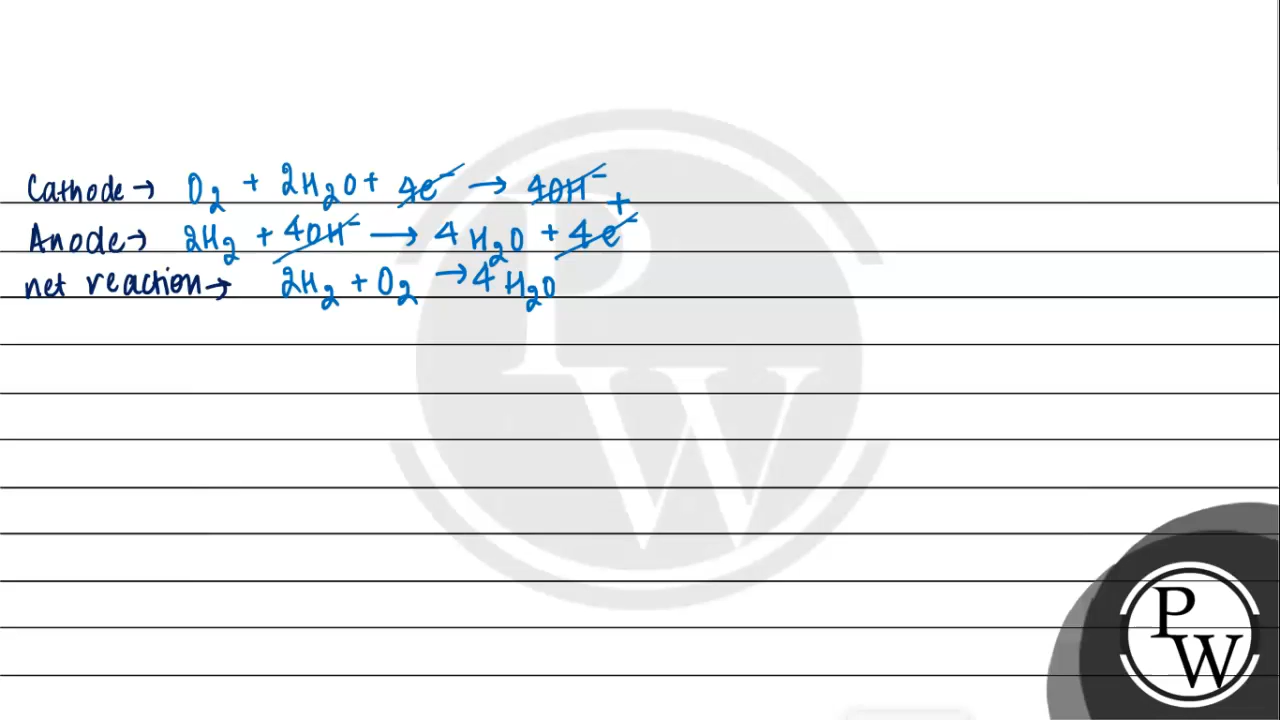 Cathode → O₂ + 2H₂O + 4e⁻ → 4OH⁻ +
Anode → 2H₂ + 4OH⁻ → 4H₂O + 4e⁻
net reaction → 2H₂ + O₂ → 4H₂O
P
W
P
W